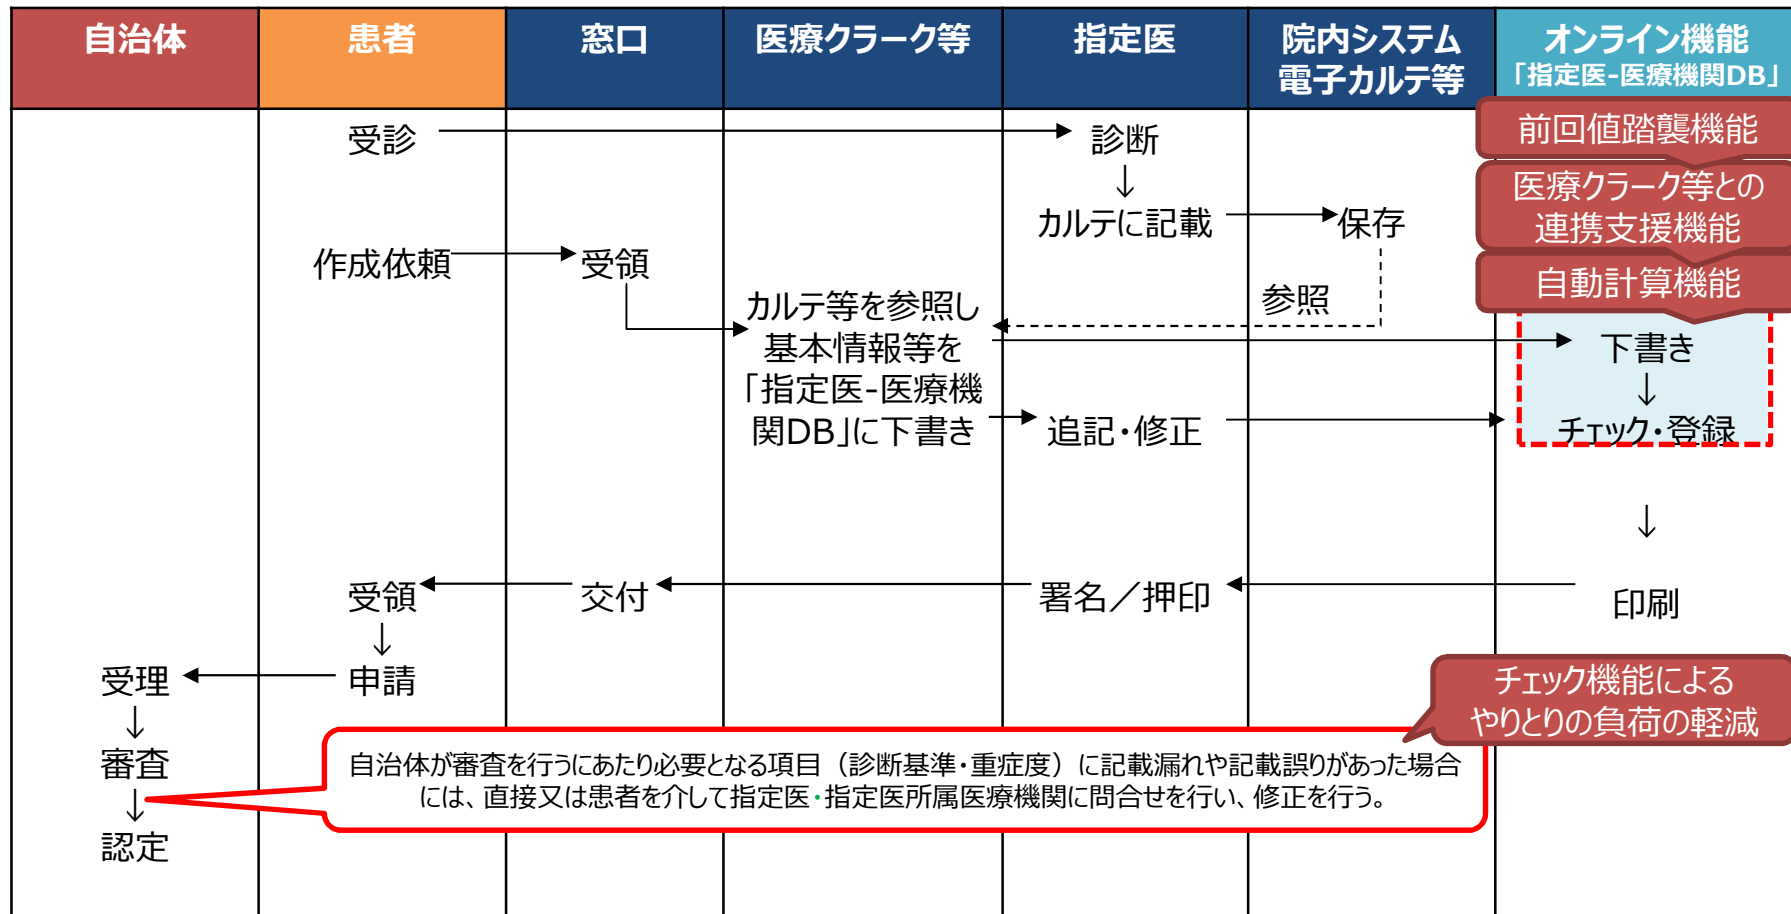 自治体
患者
窓口
医療クラーク等
指定医
院内システム
電子カルテ等
オンライン機能
「指定医-医療機関DB」
前回値踏襲機能
受診
診断
↓
医療クラーク等との
連携支援機能
カルテに記載
保存
作成依頼
受領
自動計算機能
参照
カルテ等を参照し
基本情報等を
「指定医-医療機
関DB」に下書き
下書き
↓
追記・修正
チェック・登録
↓
受領
交付
署名／押印
印刷
↓
受理
申請
チェック機能による
やりとりの負荷の軽減
↓
審査
自治体が審査を行うにあたり必要となる項目（診断基準・重症度）に記載漏れや記載誤りがあった場合
には、直接又は患者を介して指定医・指定医所属医療機関に問合せを行い、修正を行う。
↓
認定